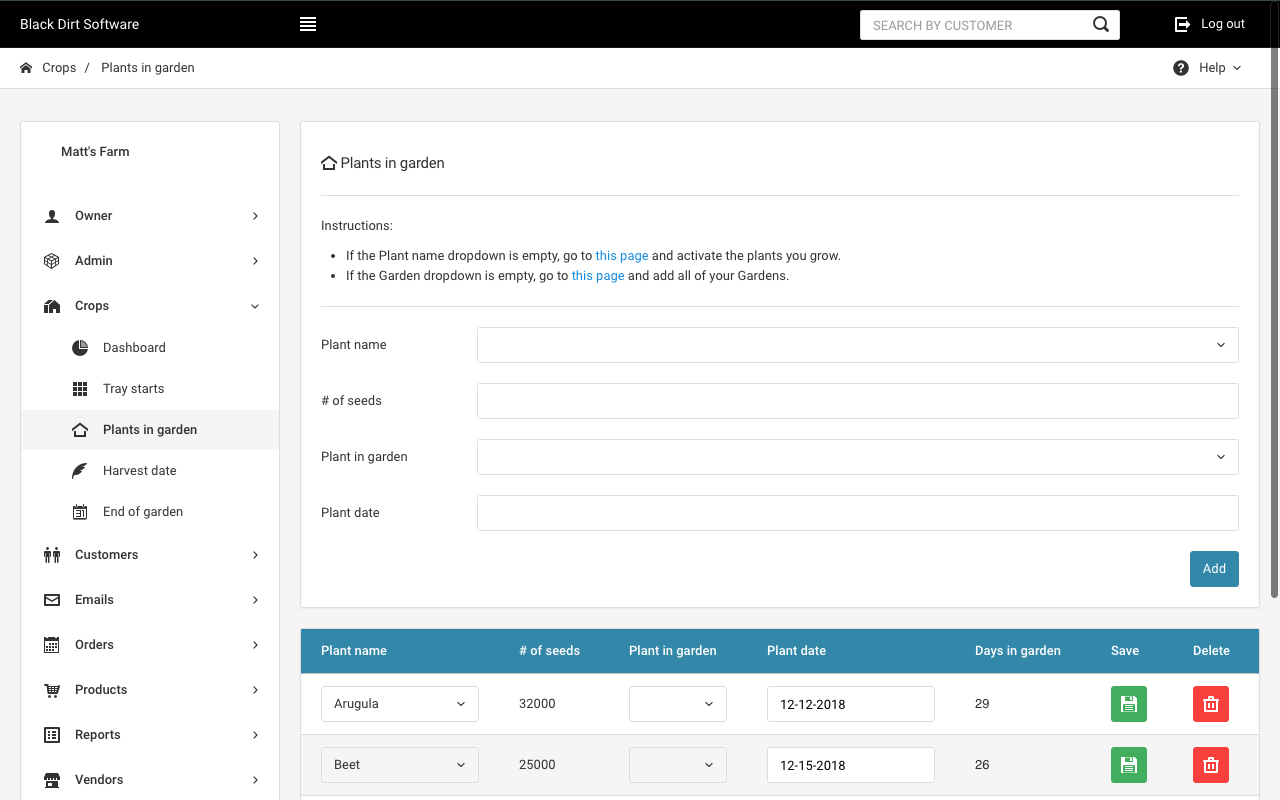 Black Dirt Software
SEARCH BY CUSTOMER
Log out
Crops / Plants in garden
Help
Matt's Farm
Owner
Admin
Crops
Dashboard
Tray starts
Plants in garden
Harvest date
31 End of garden
Customers
Emails
Orders
Products
Reports
Vendors
Plants in garden
Instructions:
• If the Plant name dropdown is empty, go to this page and activate the plants you grow.
• If the Garden dropdown is empty, go to this page and add all of your Gardens.
Plant name
# of seeds
Plant in garden
Plant date
Add
Plant name # of seeds Plant in garden Plant date Days in garden Save Delete
Arugula 32000 12-12-2018 29
Beet 25000 12-15-2018 26